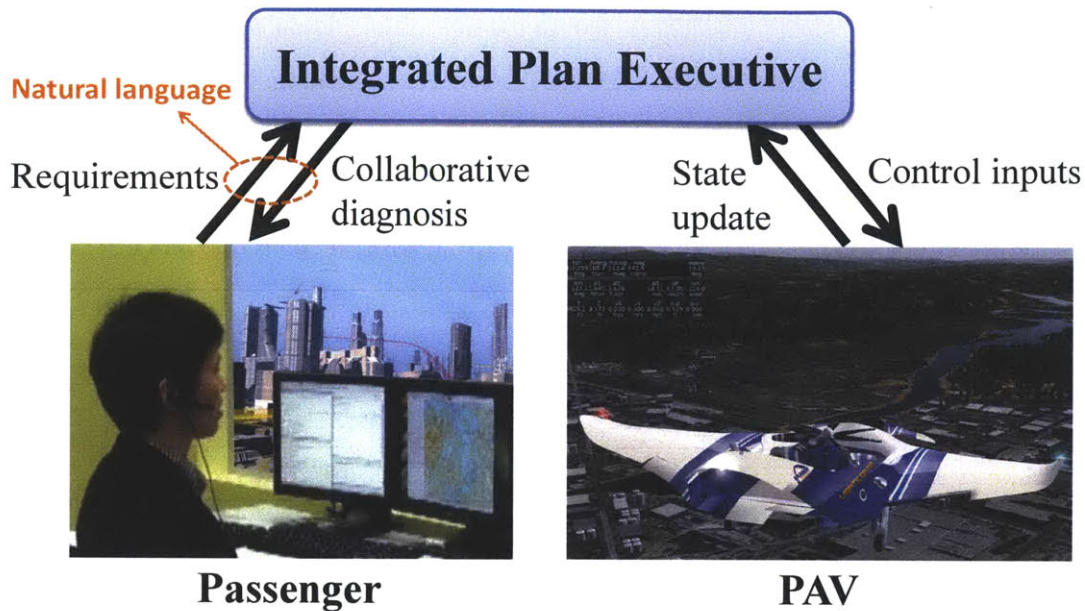 Integrated Plan Executive
Natural language
Requirements
Collaborative
diagnosis
State
update
Control inputs
Passenger
PAV